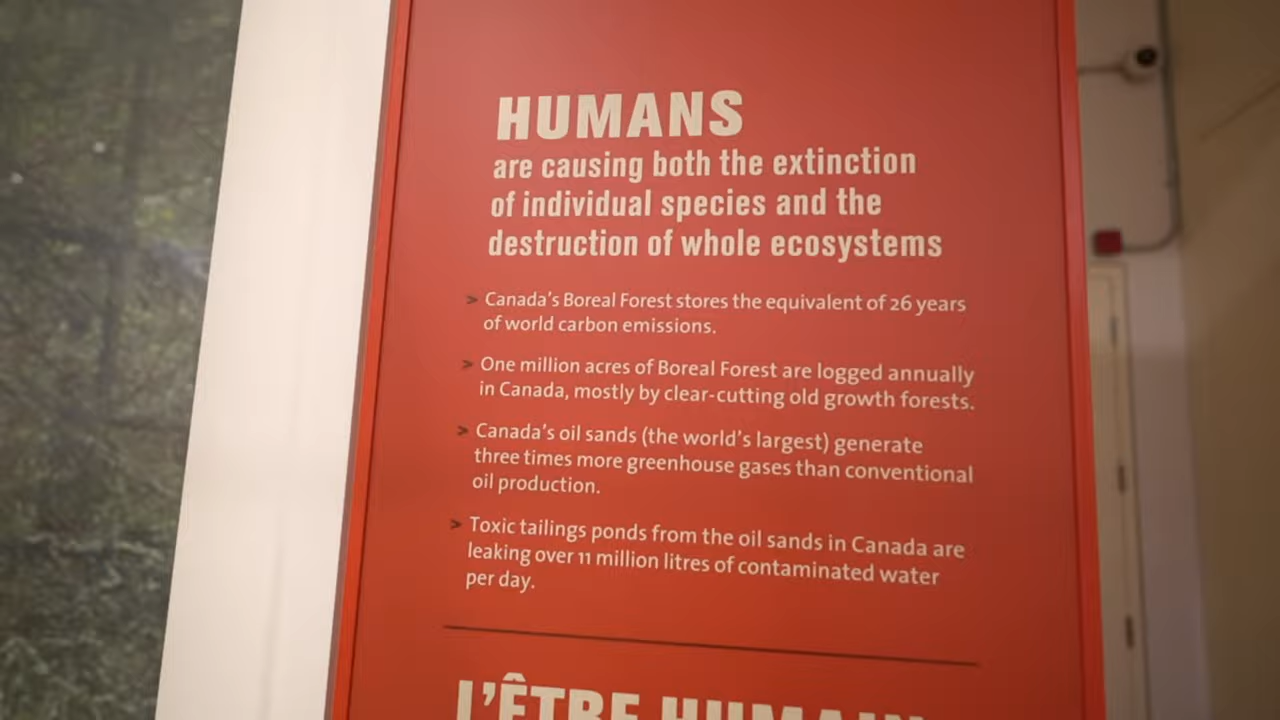 HUMANS
are causing both the extinction
of individual species and the
destruction of whole ecosystems
> Canada's Boreal Forest stores the equivalent of 26 years
of world carbon emissions.
> One million acres of Boreal Forest are logged annually
in Canada, mostly by clear-cutting old growth forests.
> Canada's oil sands (the world's largest) generate
three times more greenhouse gases than conventional
oil production.
> Toxic tailings ponds from the oil sands in Canada are
leaking over 11 million litres of contaminated water
per day.
L'ÊTRE HUMAIN